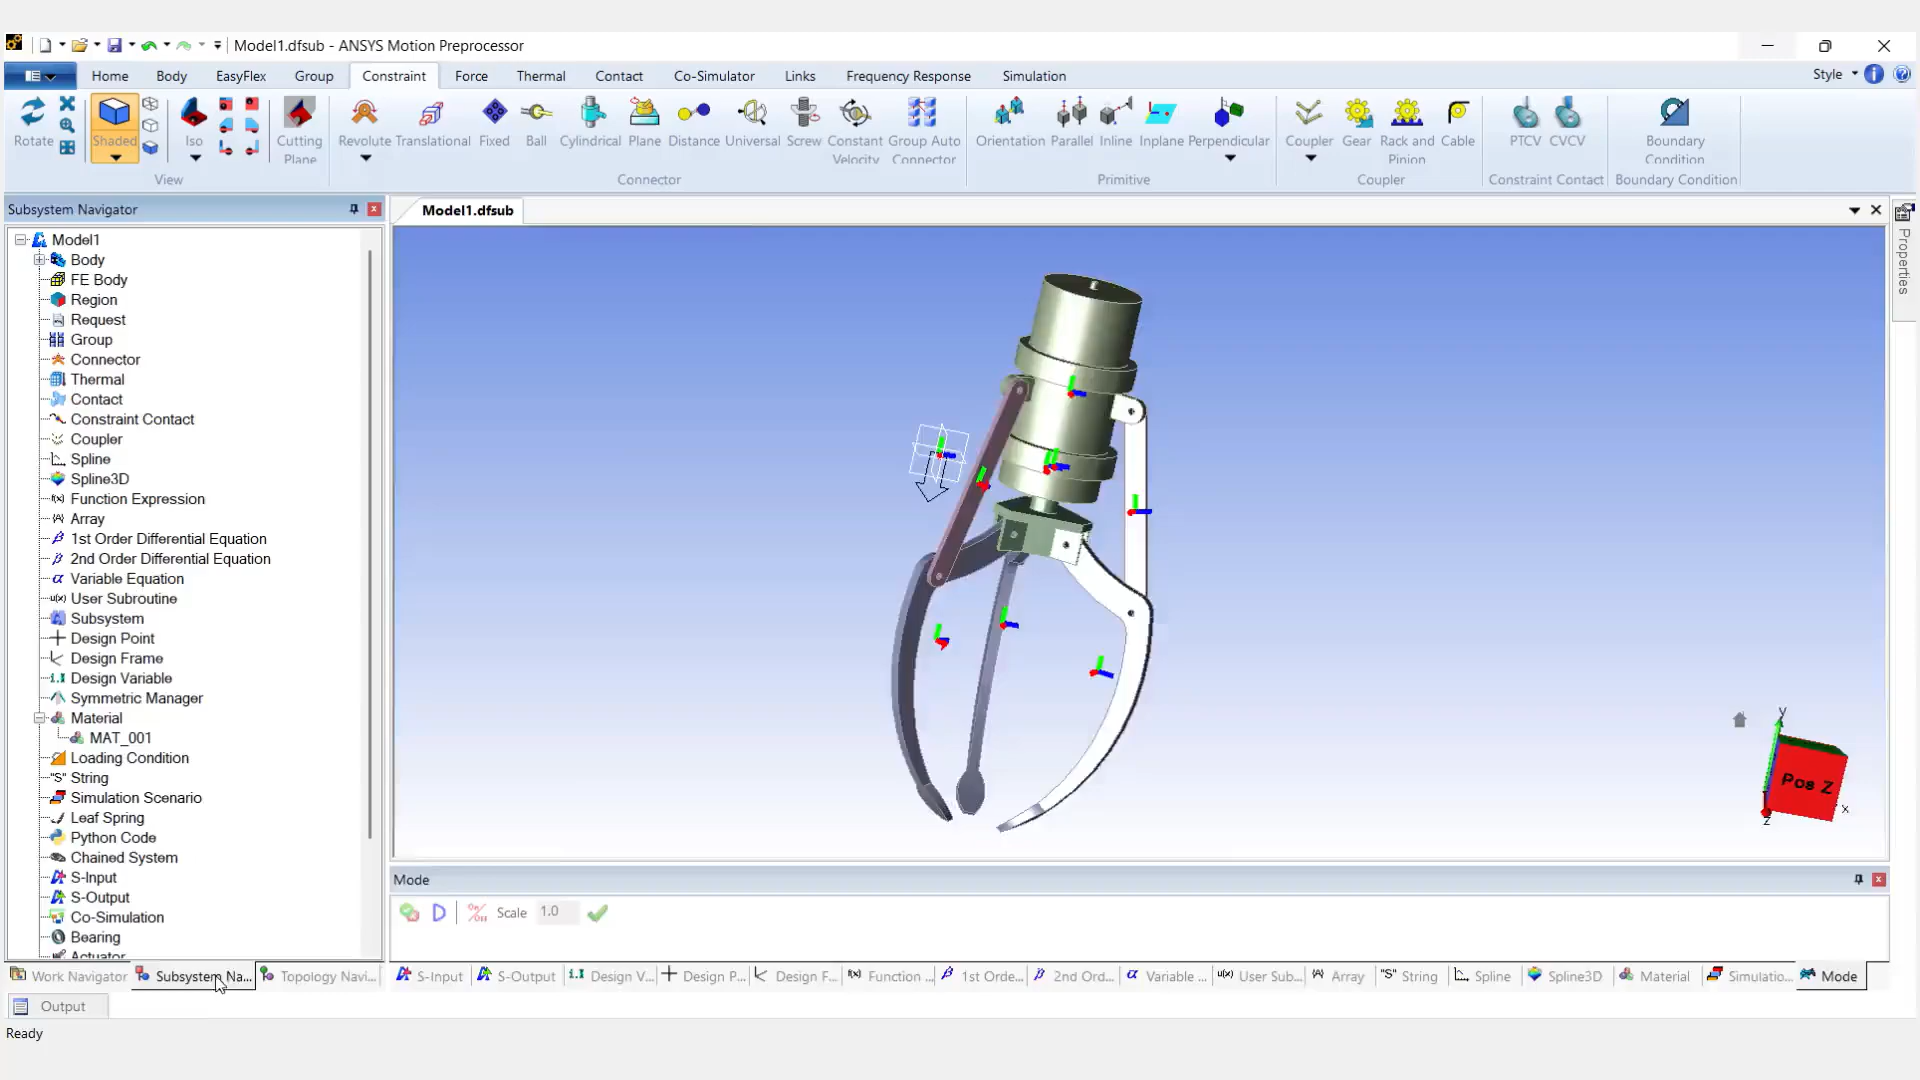 Model1.dfsub - ANSYS Motion Preprocessor
Home Body EasyFlex Group Constraint Force Thermal Contact Co-Simulator Links Frequency Response Simulation Style
Rotate Shaded Iso Cutting Plane
View
Revolute Translational Fixed Ball Cylindrical Plane Distance Universal Screw Constant Velocity Group Auto Connector
Connector
Orientation Parallel Inline Inplane Perpendicular
Primitive
Coupler Gear Rack and Pinion Cable
Coupler
PTCV CVCV
Constraint Contact
Boundary Condition
Boundary Condition
Subsystem Navigator
Model1
Body
FE Body
Region
Request
Group
Connector
Thermal
Contact
Constraint Contact
Coupler
Spline
Spline3D
Function Expression
Array
1st Order Differential Equation
2nd Order Differential Equation
Variable Equation
User Subroutine
Subsystem
Design Point
Design Frame
Design Variable
Symmetric Manager
Material
MAT_001
Loading Condition
"S" String
Simulation Scenario
Leaf Spring
Python Code
Chained System
S-Input
S-Output
Co-Simulation
Bearing
Actuator
Work Navigator Subsystem Na... Topology Navi...
Model1.dfsub
Properties
y
Pos Z
x
z
Mode
Scale 1.0
S-Input S-Output Design V... Design P... Design F... Function ... 1st Orde... 2nd Ord... Variable ... User Sub... Array "S" String Spline Spline3D Material Simulatio... Mode
Output
Ready